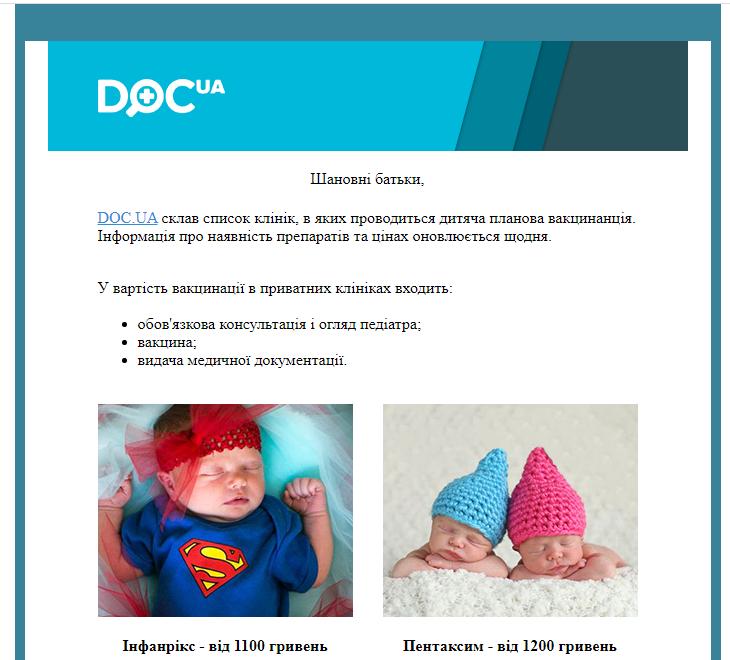 DOC UA
Шановні батьки,
DOC.UA склав список клінік, в яких проводиться дитяча планова вакцинанція.
Інформація про наявність препаратів та цінах оновлюється щодня.
У вартість вакцинації в приватних клініках входить:
• обов'язкова консультація і огляд педіатра;
• вакцина;
• видача медичної документації.
S
Інфанрікс - від 1100 гривень
Пентаксим - від 1200 гривень